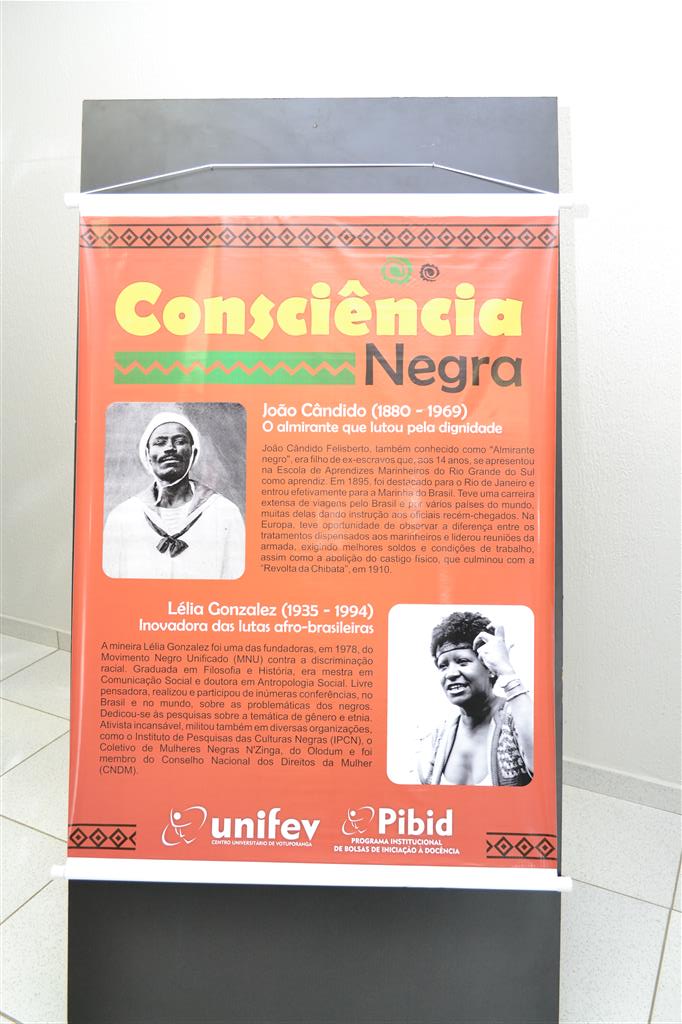 Consciência
Negra
João Cândido (1880 - 1969)
O almirante que lutou pela dignidade
João Cândido Felisberto, também conhecido como "Almirante
negro", era filho de ex-escravos que, aos 14 anos, se apresentou
na Escola de Aprendizes Marinheiros do Rio Grande do Sul
como aprendiz. Em 1895, foi destacado para o Rio de Janeiro e
entrou efetivamente para a Marinha do Brasil. Teve uma carreira
extensa de viagens pelo Brasil e por vários países do mundo,
muitas delas dando instrução aos oficiais recém-chegados. Na
Europa, teve oportunidade de observar a diferença entre os
tratamentos dispensados aos marinheiros e liderou reuniões da
armada, exigindo melhores soldos e condições de trabalho,
assim como a abolição do castigo físico, que culminou com a
"Revolta da Chibata", em 1910.
Lélia Gonzalez (1935 - 1994)
Inovadora das lutas afro-brasileiras
A mineira Lélia Gonzalez foi uma das fundadoras, em 1978, do
Movimento Negro Unificado (MNU) contra a discriminação
racial. Graduada em Filosofia e História, era mestra em
Comunicação Social e doutora em Antropologia Social. Livre
pensadora, realizou e participou de inúmeras conferências, no
Brasil e no mundo, sobre as problemáticas dos negros.
Dedicou-se às pesquisas sobre a temática de gênero e etnia.
Ativista incansável, militou também em diversas organizações,
como o Instituto de Pesquisas das Culturas Negras (IPCN), o
Coletivo de Mulheres Negras N'Zinga, do Olodum e foi
membro do Conselho Nacional dos Direitos da Mulher
(CNDM).
unifev
CENTRO UNIVERSITÁRIO DE VOTUPORANGA
Pibid
PROGRAMA INSTITUCIONAL
DE BOLSAS DE INICIAÇÃO À DOCÊNCIA